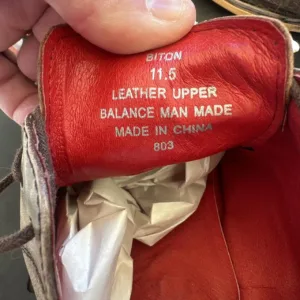 BITON
11.5
LEATHER UPPER
BALANCE MAN MADE
MADE IN CHINA
803